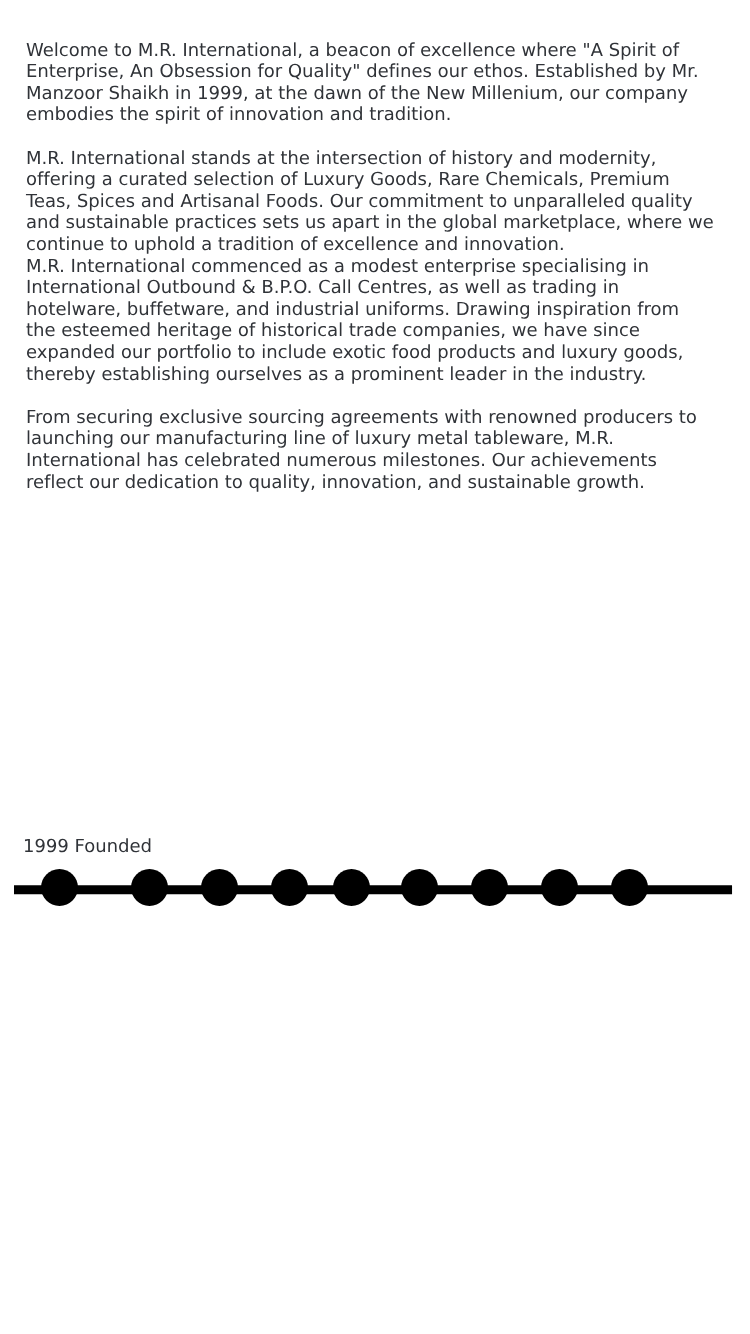 Welcome to M.R. International, a beacon of excellence where "A Spirit of
Enterprise, An Obsession for Quality" defines our ethos. Established by Mr.
Manzoor Shaikh in 1999, at the dawn of the New Millenium, our company
embodies the spirit of innovation and tradition.
M.R. International stands at the intersection of history and modernity,
offering a curated selection of Luxury Goods, Rare Chemicals, Premium
Teas, Spices and Artisanal Foods. Our commitment to unparalleled quality
and sustainable practices sets us apart in the global marketplace, where we
continue to uphold a tradition of excellence and innovation.
M.R. International commenced as a modest enterprise specialising in
International Outbound & B.P.O. Call Centres, as well as trading in
hotelware, buffetware, and industrial uniforms. Drawing inspiration from
the esteemed heritage of historical trade companies, we have since
expanded our portfolio to include exotic food products and luxury goods,
thereby establishing ourselves as a prominent leader in the industry.
From securing exclusive sourcing agreements with renowned producers to
launching our manufacturing line of luxury metal tableware, M.R.
International has celebrated numerous milestones. Our achievements
reflect our dedication to quality, innovation, and sustainable growth.
1999 Founded